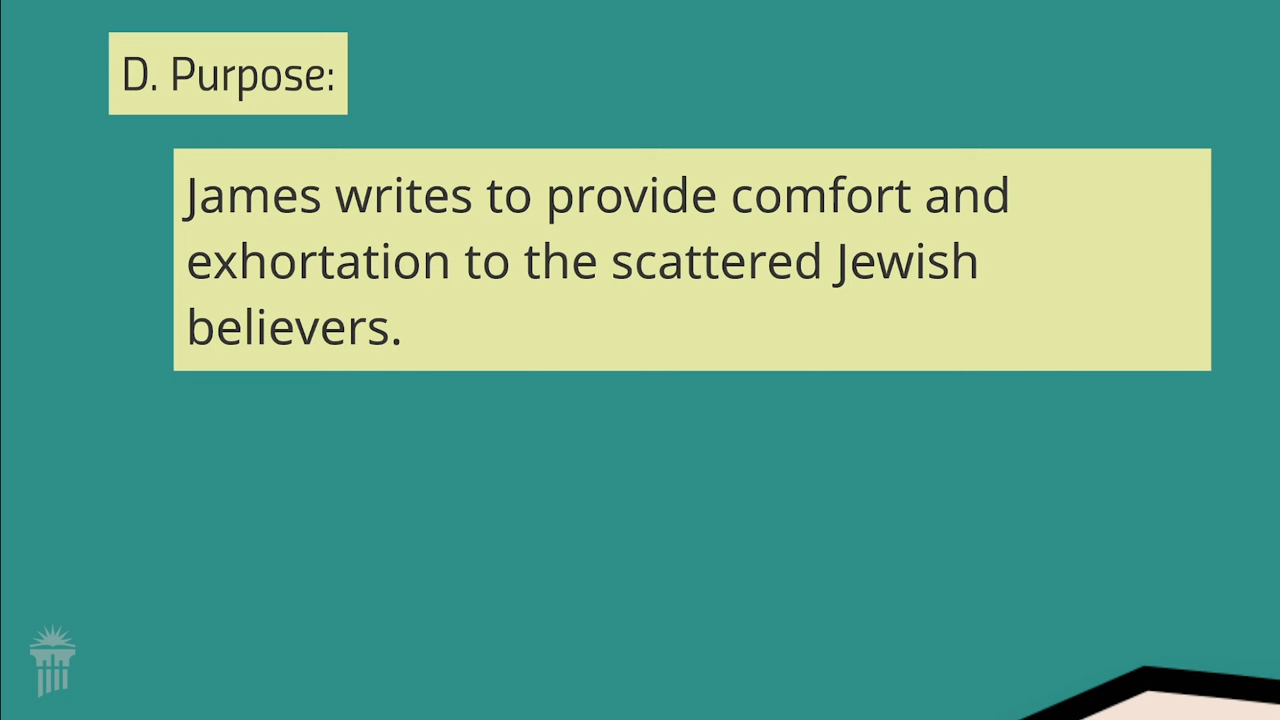 D. Purpose:
James writes to provide comfort and
exhortation to the scattered Jewish
believers.